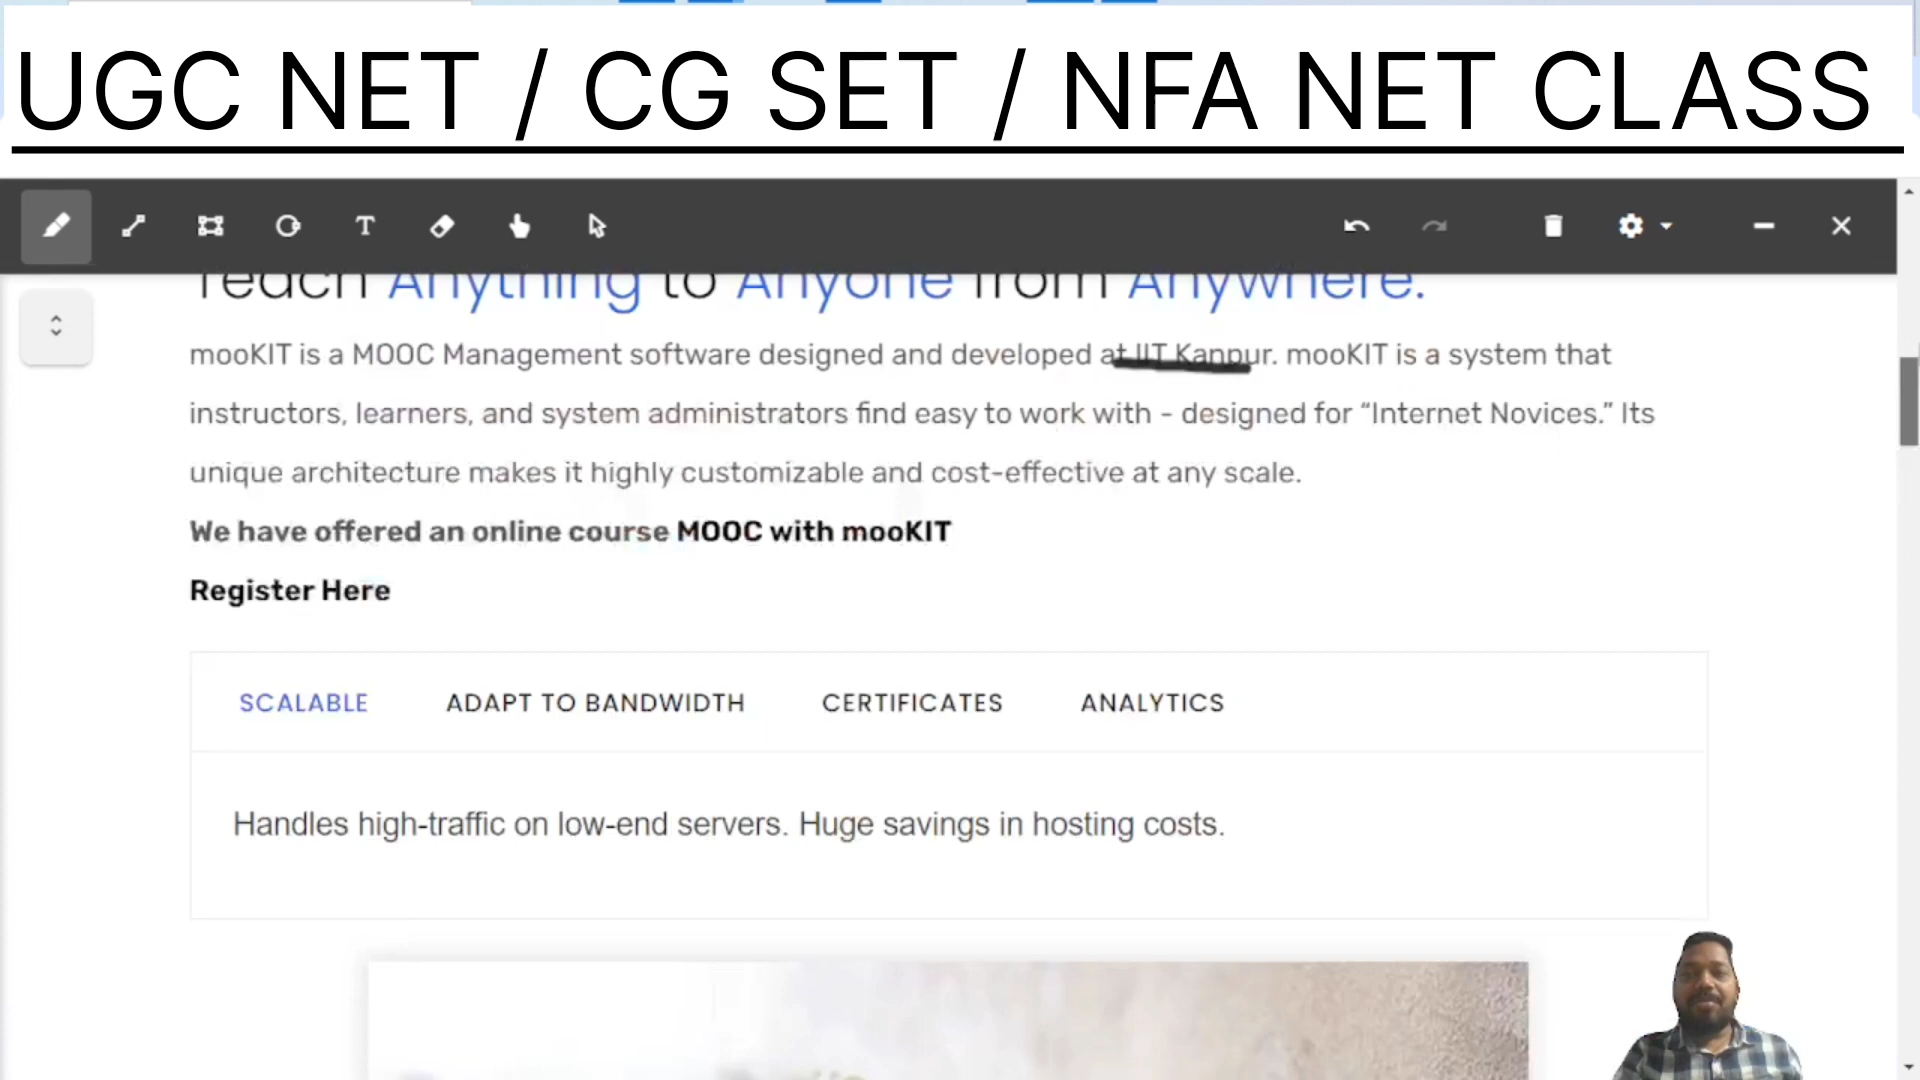 UGC NET / CG SET / NFA NET CLASS
T
Teach Anything to Anyone from Anywhere.
mooKIT is a MOOC Management software designed and developed at IIT Kanpur. mooKIT is a system that
instructors, learners, and system administrators find easy to work with - designed for “Internet Novices.” Its
unique architecture makes it highly customizable and cost-effective at any scale.
We have offered an online course MOOC with mooKIT
Register Here
SCALABLE ADAPT TO BANDWIDTH CERTIFICATES ANALYTICS
Handles high-traffic on low-end servers. Huge savings in hosting costs.